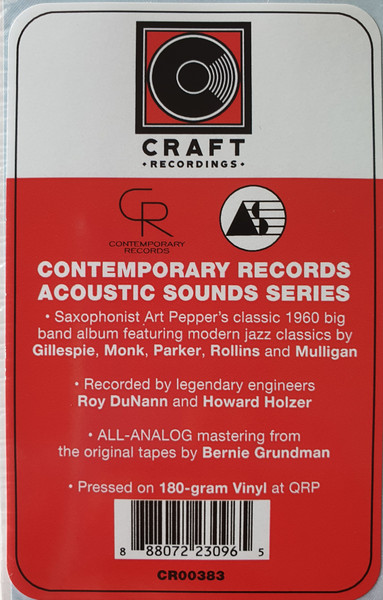 CRAFT
• RECORDINGS •
CR
CONTEMPORARY
RECORDS
AS
CONTEMPORARY RECORDS
ACOUSTIC SOUNDS SERIES
• Saxophonist Art Pepper's classic 1960 big
band album featuring modern jazz classics by
Gillespie, Monk, Parker, Rollins and Mulligan
• Recorded by legendary engineers
Roy DuNann and Howard Holzer
• ALL-ANALOG mastering from
the original tapes by Bernie Grundman
• Pressed on 180-gram Vinyl at QRP
8 88072 23096 5
CR00383